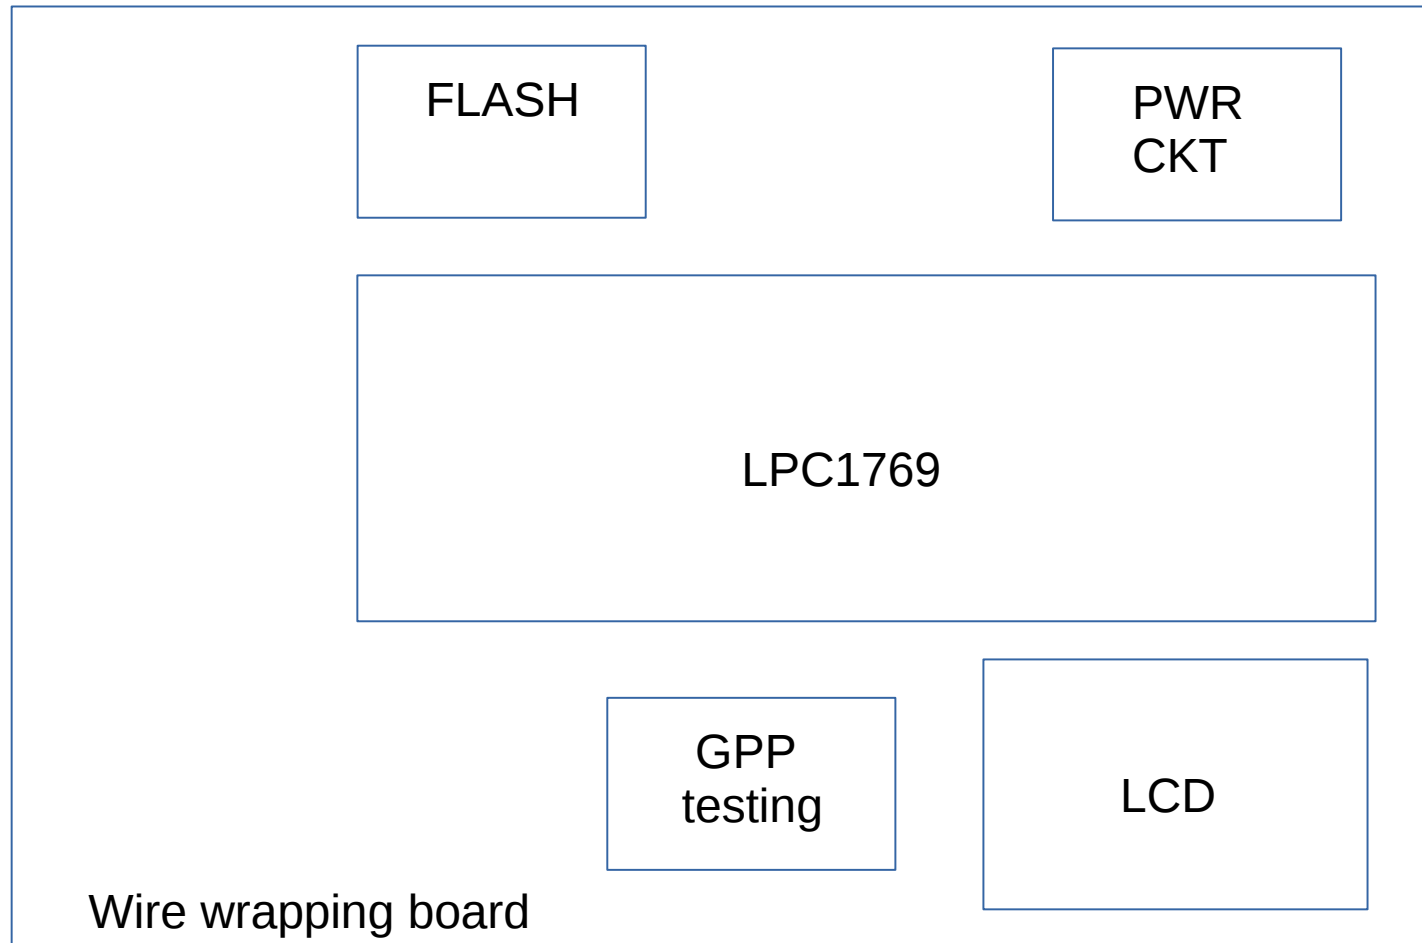 FLASH
PWR
CKT
LPC1769
GPP
testing
LCD
Wire wrapping board